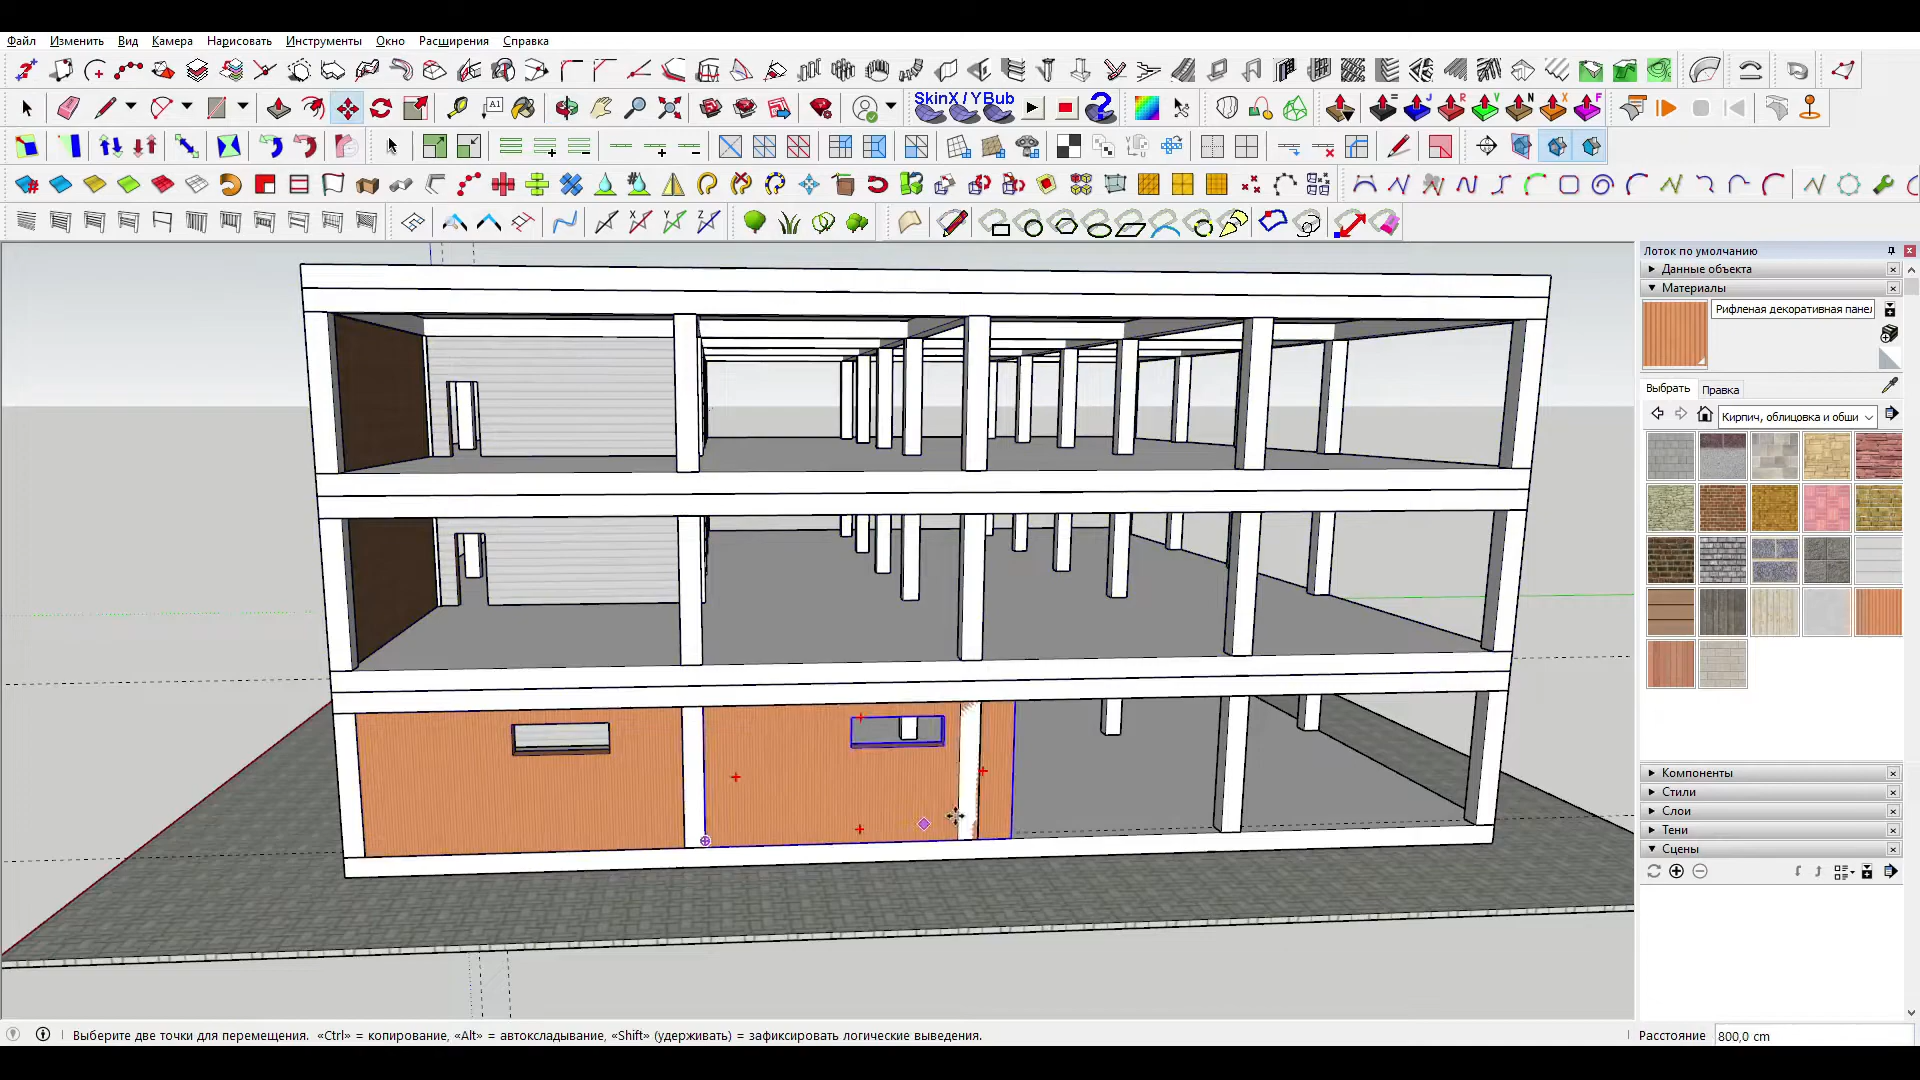 Файл Изменить Вид Камера Нарисовать Инструменты Окно Расширения Справка
SkinX / YBub
A1
Лоток по умолчанию
Данные объекта
Материалы
Рифленая декоративная панел
Выбрать Правка
Кирпич, облицовка и обши
Компоненты
Стили
Слои
Тени
Сцены
Выберите две точки для перемещения. «Ctrl» = копирование, «Alt» = автоскладывание, «Shift» (удерживать) = зафиксировать логические выведения.
Расстояние 800,0 cm